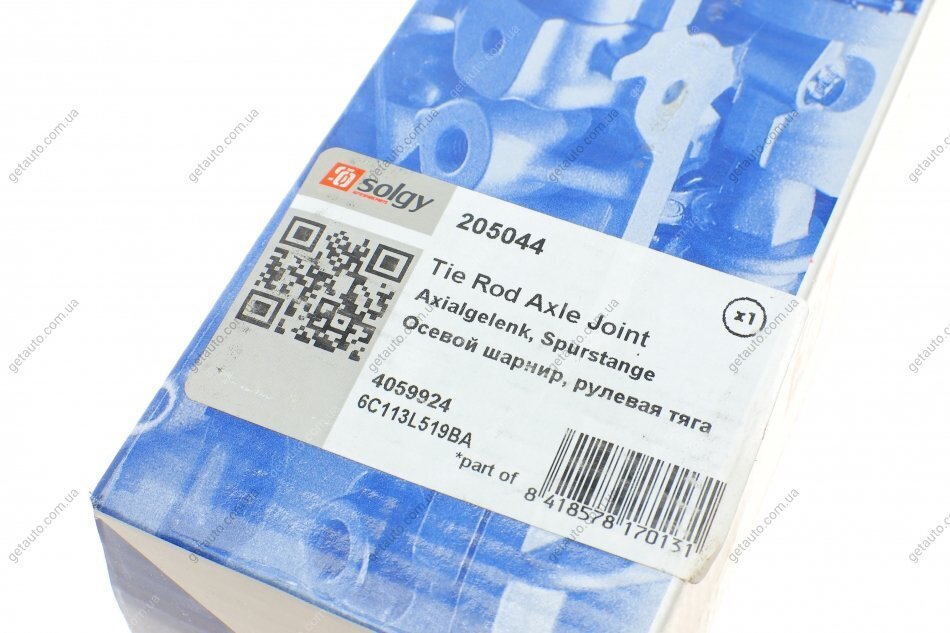 solgy
205044
Tie Rod Axle Joint
Axialgelenk, Spurstange
Осевой шарнир, рулевая тяга
x1
4059924
6C113L519BA
*part of
8 418578 170131
getauto.com.ua